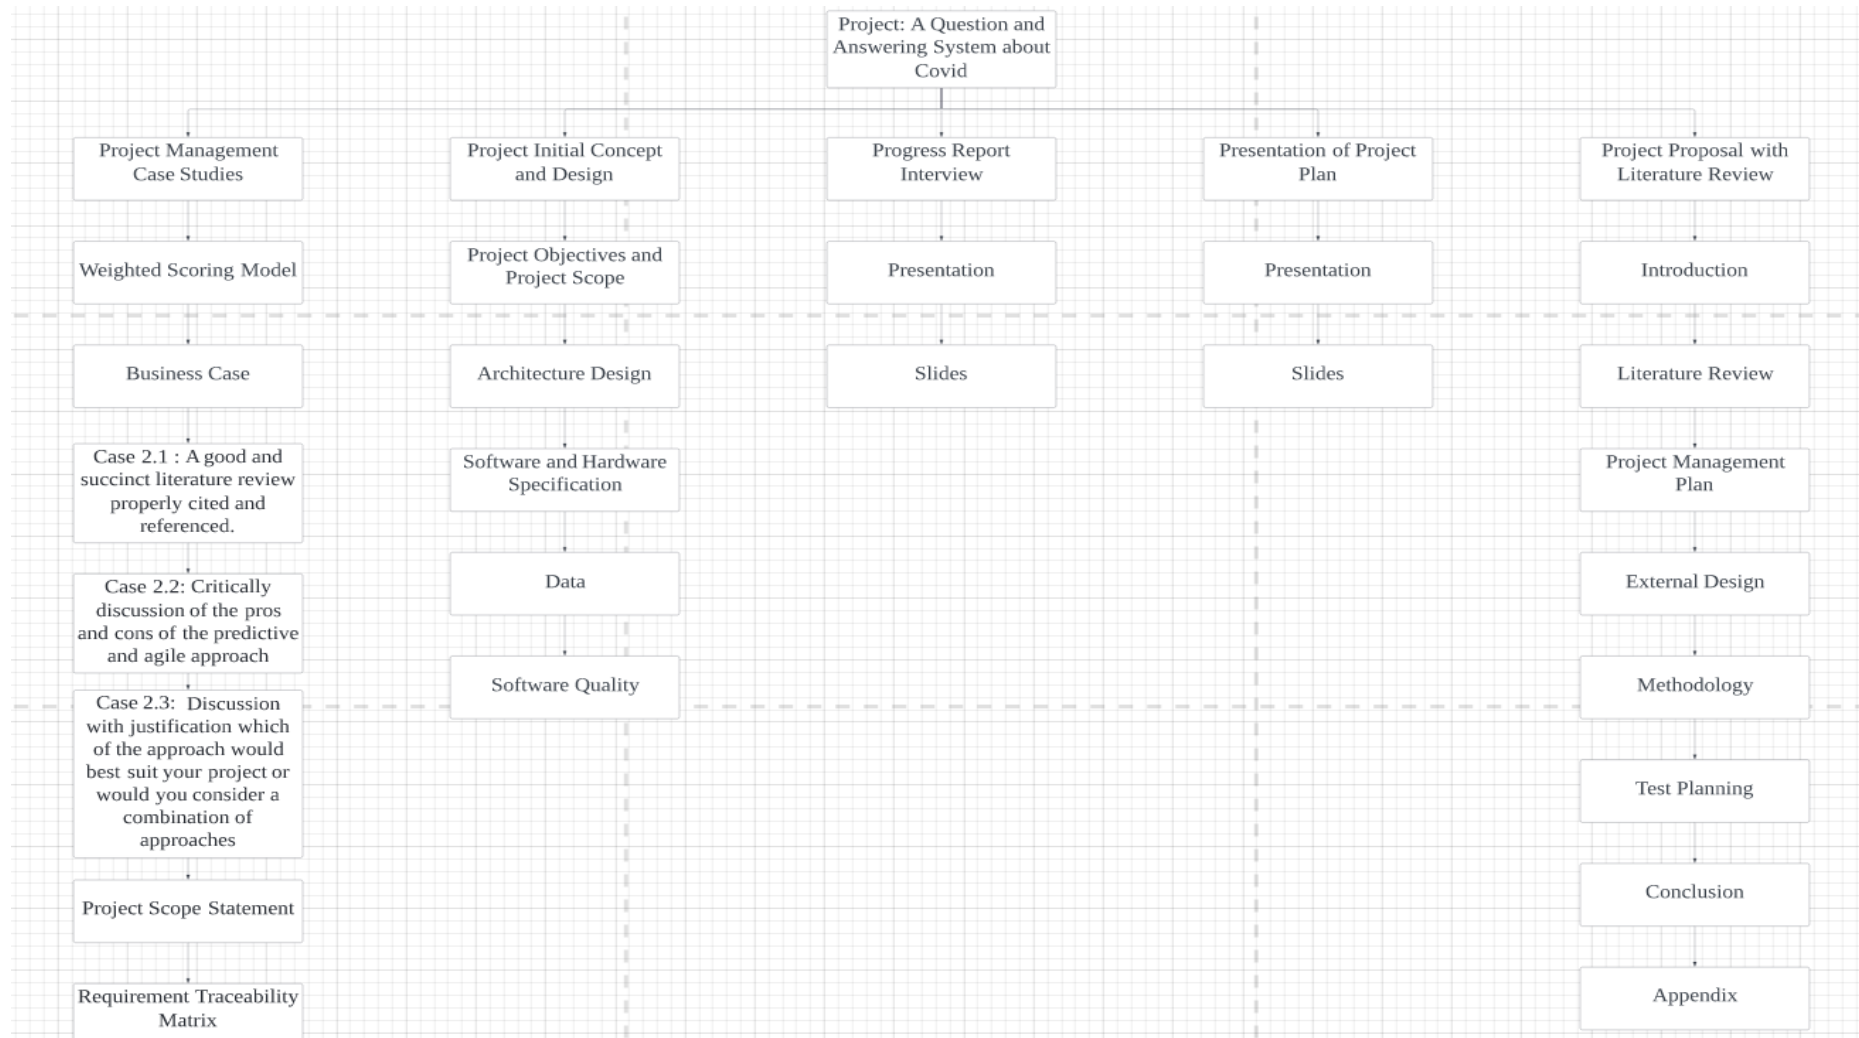 Project: A Question and
Answering System about
Covid
Project Management
Case Studies
Project Initial Concept
and Design
Progress Report
Interview
Presentation of Project
Plan
Project Proposal with
Literature Review
Weighted Scoring Model
Project Objectives and
Project Scope
Presentation
Presentation
Introduction
Business Case
Architecture Design
Slides
Slides
Literature Review
Case 2.1 : A good and
succinct literature review
properly cited and
referenced.
Software and Hardware
Specification
Project Management
Plan
Case 2.2: Critically
discussion of the pros
and cons of the predictive
and agile approach
Data
External Design
Case 2.3: Discussion
with justification which
of the approach would
best suit your project or
would you consider a
combination of
approaches
Software Quality
Methodology
Test Planning
Project Scope Statement
Conclusion
Requirement Traceability
Matrix
Appendix